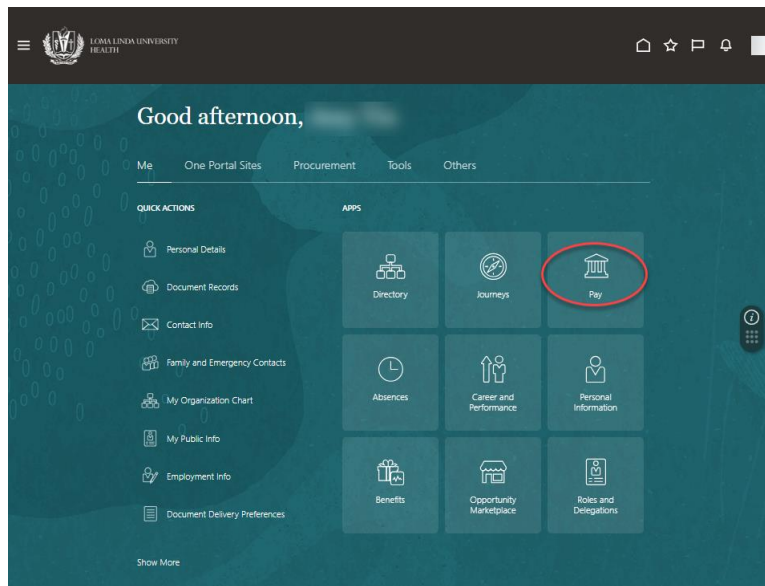 LOMA LINDA UNIVERSITY
HEALTH
Good afternoon,
Me One Portal Sites Procurement Tools Others
QUICK ACTIONS
Personal Details
Document Records
Contact Info
Family and Emergency Contacts
My Organization Chart
My Public Info
Employment Info
Document Delivery Preferences
Show More
APPS
Directory
Journeys
Pay
Absences
Career and
Performance
Personal
Information
Benefits
Opportunity
Marketplace
Roles and
Delegations